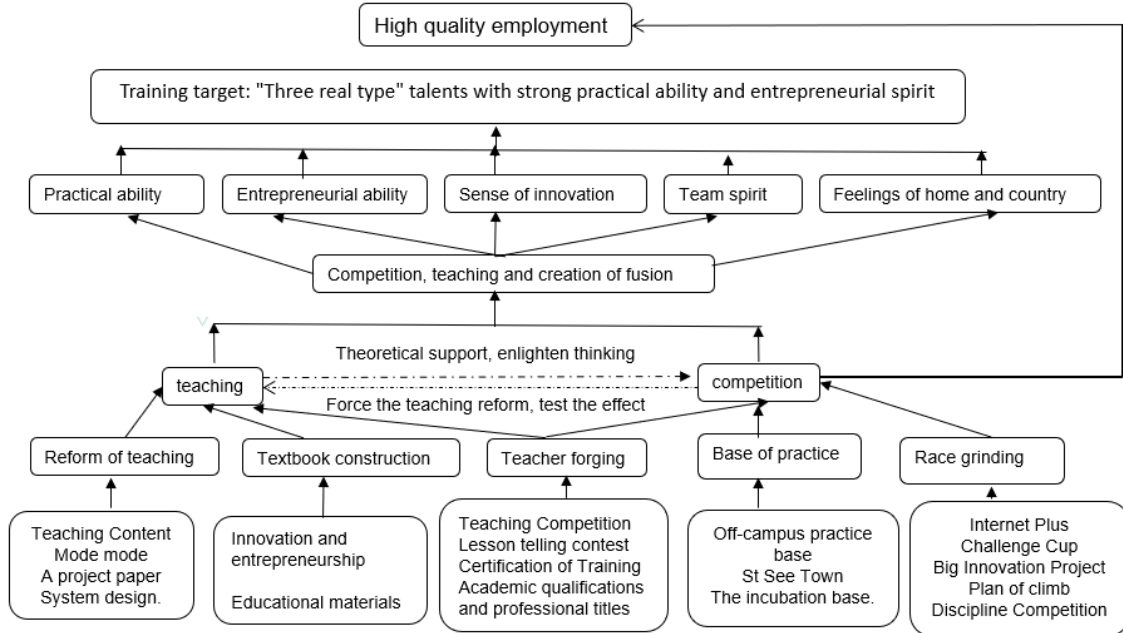 High quality employment
Training target: "Three real type" talents with strong practical ability and entrepreneurial spirit
Practical ability
Entrepreneurial ability
Sense of innovation
Team spirit
Feelings of home and country
Competition, teaching and creation of fusion
Theoretical support, enlighten thinking
teaching
competition
Force the teaching reform, test the effect
Reform of teaching
Textbook construction
Teacher forging
Base of practice
Race grinding
Teaching Content
Mode mode
A project paper
System design.
Innovation and
entrepreneurship
Educational materials
Teaching Competition
Lesson telling contest
Certification of Training
Academic qualifications
and professional titles
Off-campus practice
base
St See Town
The incubation base.
Internet Plus
Challenge Cup
Big Innovation Project
Plan of climb
Discipline Competition